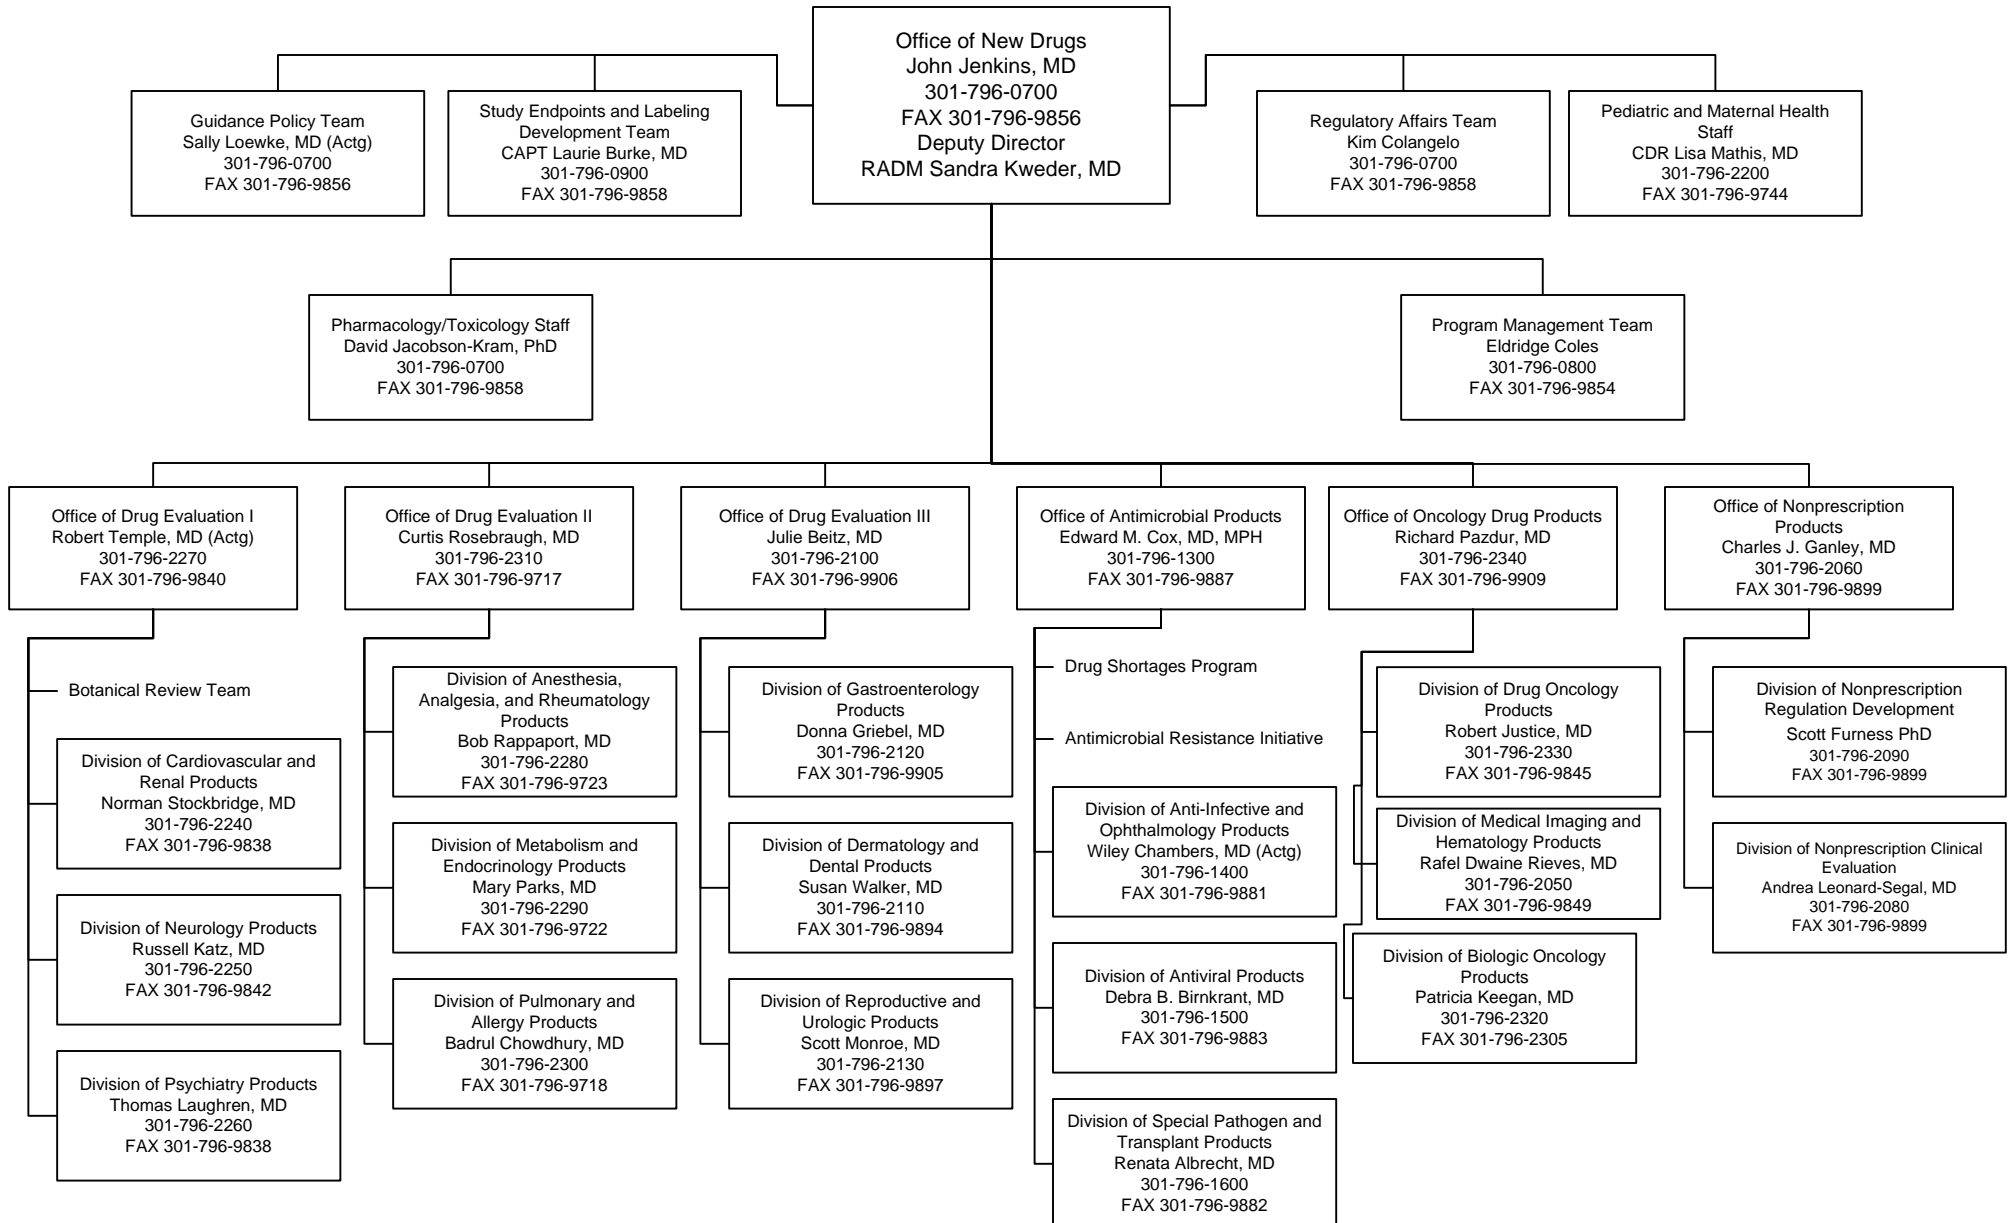 Office of New Drugs
John Jenkins, MD
301-796-0700
FAX 301-796-9856
Deputy Director
RADM Sandra Kweder, MD
Guidance Policy Team
Sally Loewke, MD (Actg)
301-796-0700
FAX 301-796-9856
Study Endpoints and Labeling
Development Team
CAPT Laurie Burke, MD
301-796-0900
FAX 301-796-9858
Regulatory Affairs Team
Kim Colangelo
301-796-0700
FAX 301-796-9858
Pediatric and Maternal Health
Staff
CDR Lisa Mathis, MD
301-796-2200
FAX 301-796-9744
Pharmacology/Toxicology Staff
David Jacobson-Kram, PhD
301-796-0700
FAX 301-796-9858
Program Management Team
Eldridge Coles
301-796-0800
FAX 301-796-9854
Office of Drug Evaluation I
Robert Temple, MD (Actg)
301-796-2270
FAX 301-796-9840
Office of Drug Evaluation II
Curtis Rosebraugh, MD
301-796-2310
FAX 301-796-9717
Office of Drug Evaluation III
Julie Beitz, MD
301-796-2100
FAX 301-796-9906
Office of Antimicrobial Products
Edward M. Cox, MD, MPH
301-796-1300
FAX 301-796-9887
Office of Oncology Drug Products
Richard Pazdur, MD
301-796-2340
FAX 301-796-9909
Office of Nonprescription
Products
Charles J. Ganley, MD
301-796-2060
FAX 301-796-9899
Botanical Review Team
Division of Cardiovascular and
Renal Products
Norman Stockbridge, MD
301-796-2240
FAX 301-796-9838
Division of Neurology Products
Russell Katz, MD
301-796-2250
FAX 301-796-9842
Division of Psychiatry Products
Thomas Laughren, MD
301-796-2260
FAX 301-796-9838
Division of Anesthesia,
Analgesia, and Rheumatology
Products
Bob Rappaport, MD
301-796-2280
FAX 301-796-9723
Division of Metabolism and
Endocrinology Products
Mary Parks, MD
301-796-2290
FAX 301-796-9722
Division of Pulmonary and
Allergy Products
Badrul Chowdhury, MD
301-796-2300
FAX 301-796-9718
Division of Gastroenterology
Products
Donna Griebel, MD
301-796-2120
FAX 301-796-9905
Division of Dermatology and
Dental Products
Susan Walker, MD
301-796-2110
FAX 301-796-9894
Division of Reproductive and
Urologic Products
Scott Monroe, MD
301-796-2130
FAX 301-796-9897
Drug Shortages Program
Antimicrobial Resistance Initiative
Division of Anti-Infective and
Ophthalmology Products
Wiley Chambers, MD (Actg)
301-796-1400
FAX 301-796-9881
Division of Antiviral Products
Debra B. Birnkrant, MD
301-796-1500
FAX 301-796-9883
Division of Special Pathogen and
Transplant Products
Renata Albrecht, MD
301-796-1600
FAX 301-796-9882
Division of Drug Oncology
Products
Robert Justice, MD
301-796-2330
FAX 301-796-9845
Division of Medical Imaging and
Hematology Products
Rafel Dwaine Rieves, MD
301-796-2050
FAX 301-796-9849
Division of Biologic Oncology
Products
Patricia Keegan, MD
301-796-2320
FAX 301-796-2305
Division of Nonprescription
Regulation Development
Scott Furness PhD
301-796-2090
FAX 301-796-9899
Division of Nonprescription Clinical
Evaluation
Andrea Leonard-Segal, MD
301-796-2080
FAX 301-796-9899